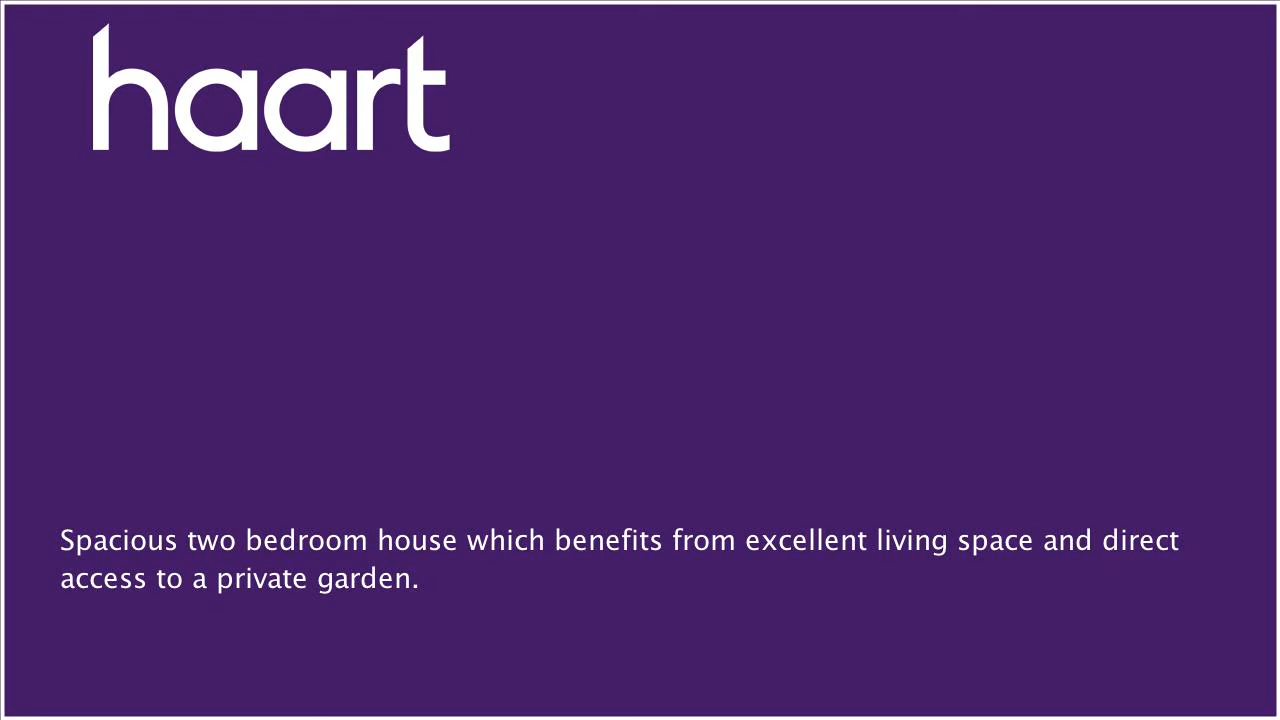 haart
Spacious two bedroom house which benefits from excellent living space and direct
access to a private garden.